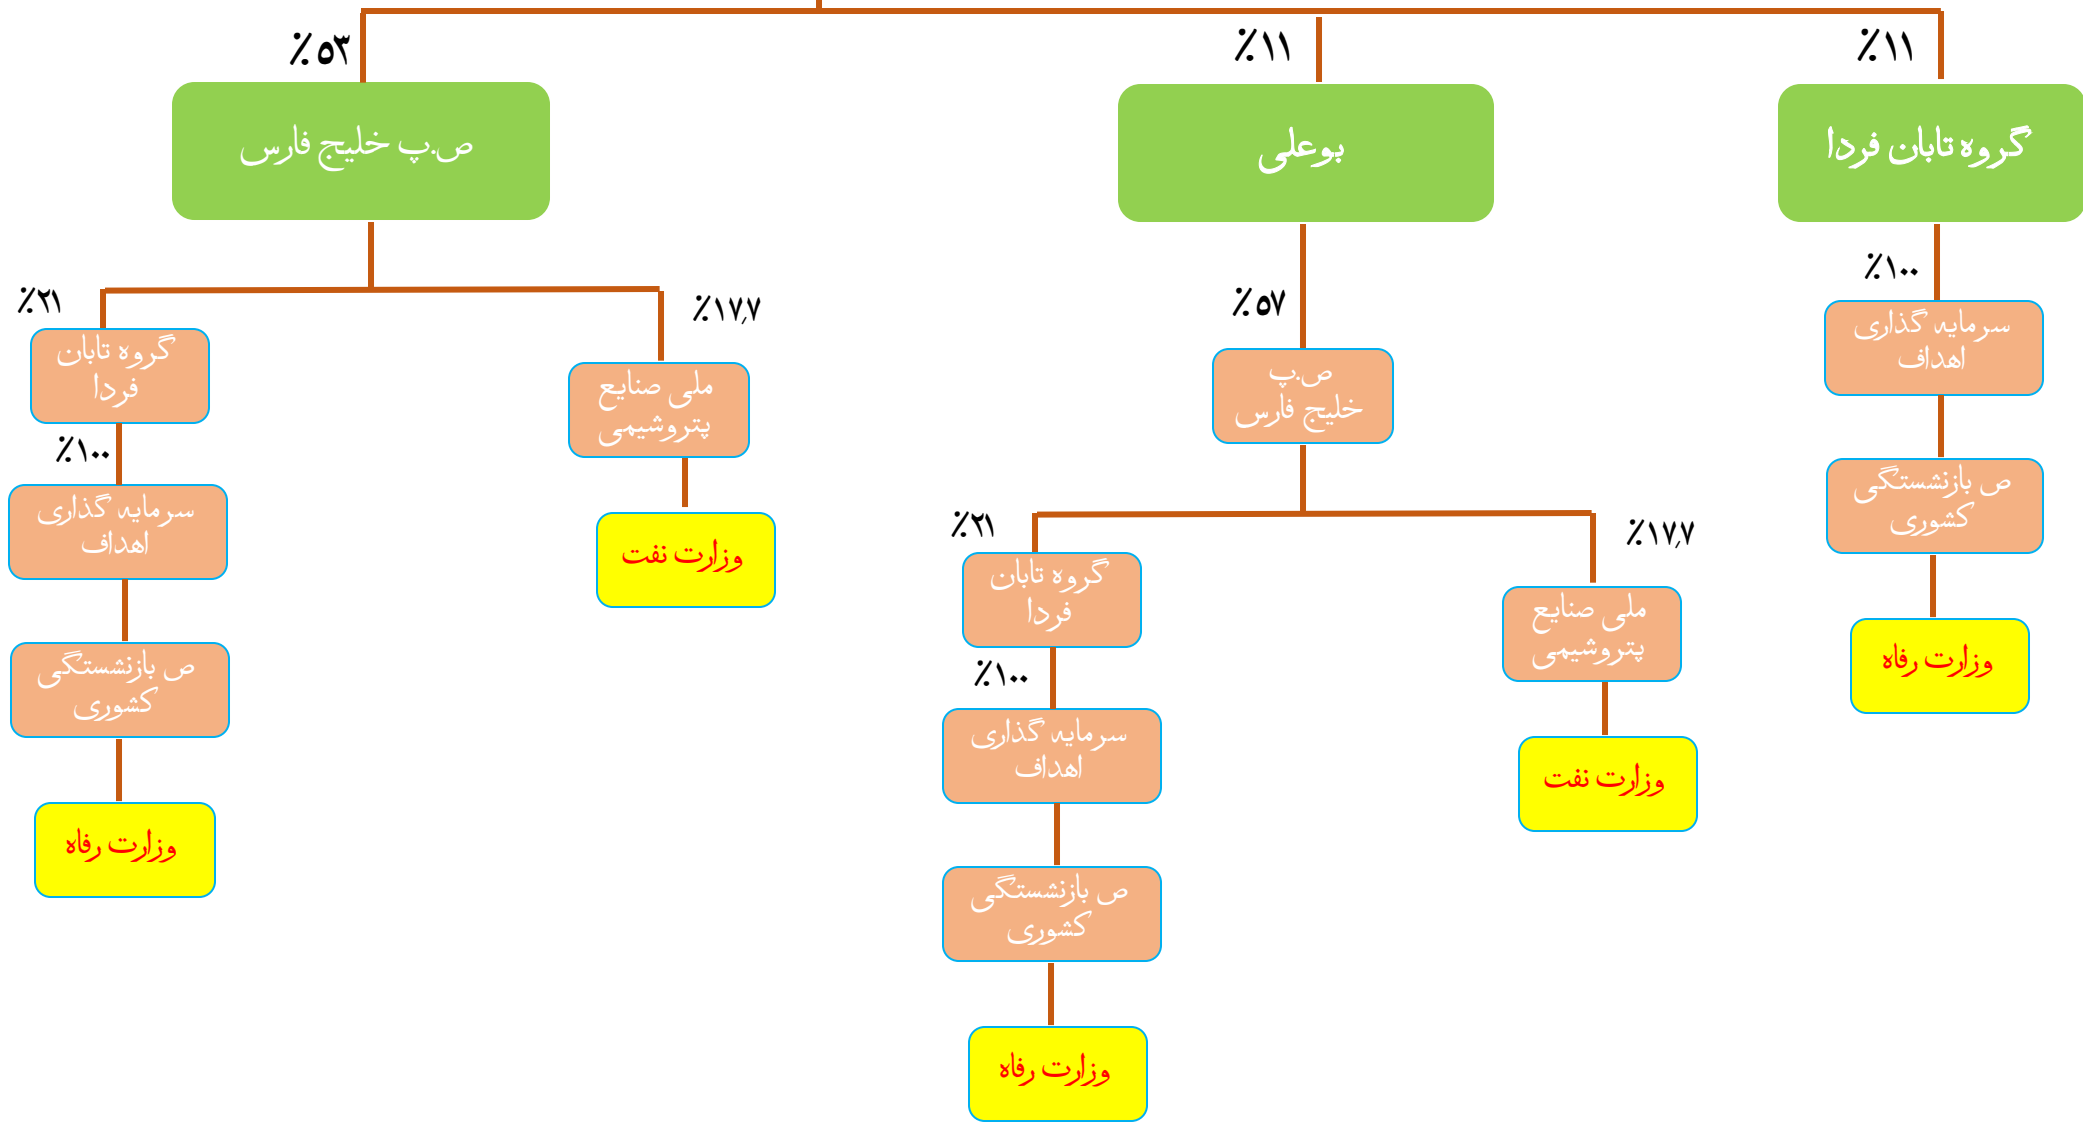 ٪۱۱
گروه تابان فردا
٪۱۰۰
سرمایه گذاری
اهداف
ص بازنشستگی
کشوری
وزارت رفاه
٪۱۱
بوعلی
٪۵۷
ص.پ
خلیج فارس
٪۱۷٫۷
ملی صنایع
پتروشیمی
وزارت نفت
٪۲۱
گروه تابان
فردا
٪۱۰۰
سرمایه گذاری
اهداف
ص بازنشستگی
کشوری
وزارت رفاه
٪۵۳
ص.پ خلیج فارس
٪۱۷٫۷
ملی صنایع
پتروشیمی
وزارت نفت
٪۲۱
گروه تابان
فردا
٪۱۰۰
سرمایه گذاری
اهداف
ص بازنشستگی
کشوری
وزارت رفاه